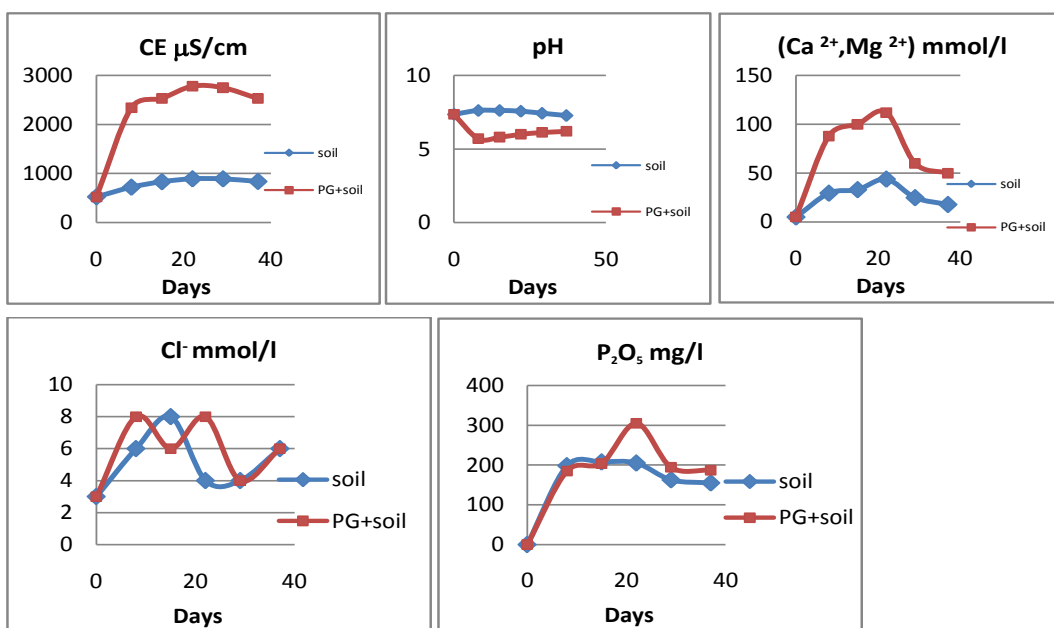 CE μS/cm
3000
2000
1000
0
0 20 40
Days
soil
PG+soil
pH
10
5
0
0 50
Days
soil
PG+soil
(Ca ²⁺,Mg ²⁺) mmol/l
150
100
50
0
0 20 40
Days
soil
PG+soil
Cl⁻ mmol/l
10
8
6
4
2
0
0 20 40
Days
soil
PG+soil
P₂O₅ mg/l
400
300
200
100
0
0 20 40
Days
soil
PG+soil